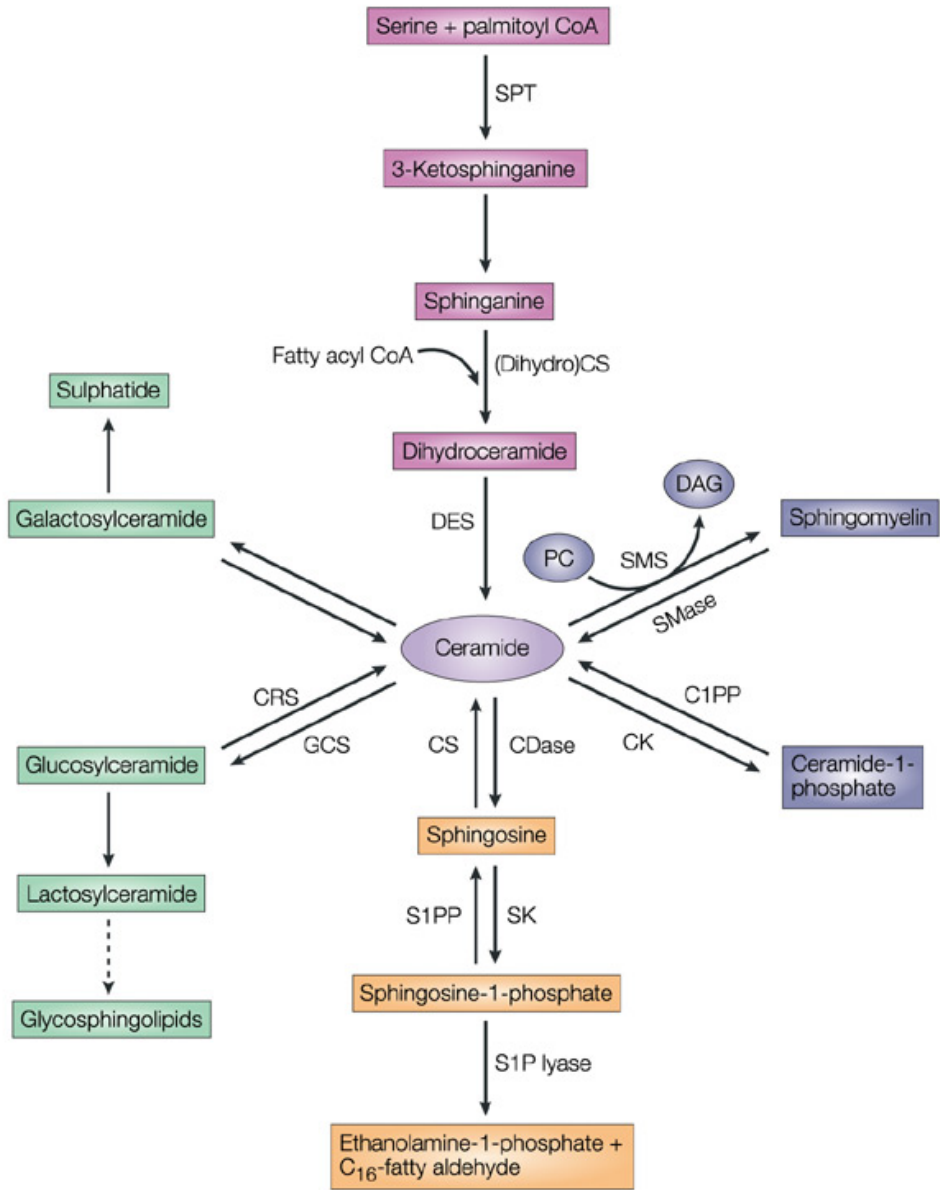 Serine + palmitoyl CoA
SPT
3-Ketosphinganine
Sphinganine
Fatty acyl CoA
(Dihydro)CS
Sulphatide
Dihydroceramide
DAG
Galactosylceramide
DES
Sphingomyelin
PC
SMS
SMase
Ceramide
CRS
C1PP
GCS
CS
CDase
CK
Glucosylceramide
Ceramide-1-
phosphate
Sphingosine
Lactosylceramide
S1PP
SK
Sphingosine-1-phosphate
Glycosphingolipids
S1P lyase
Ethanolamine-1-phosphate +
C16-fatty aldehyde